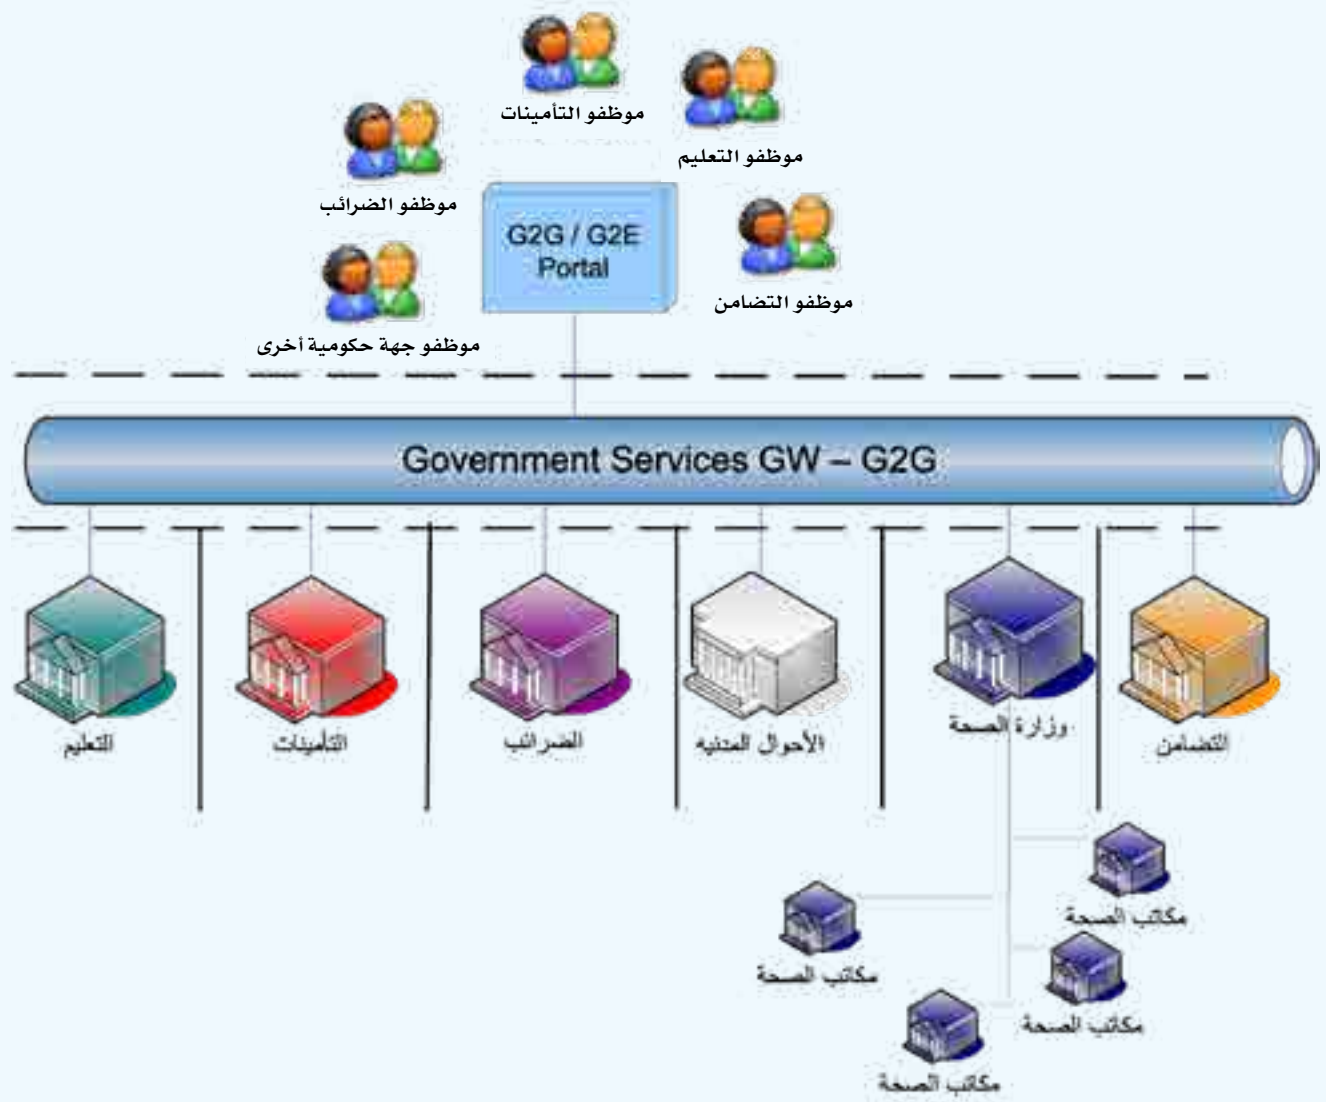 موظفو التأمينات
موظفو التعليم
موظفو الضرائب
G2G / G2E
Portal
موظفو التضامن
موظفو جهة حكومية أخرى
Government Services GW – G2G
التضامن
وزارة الصحة
الأحوال المدنيه
الضرائب
التأمينات
التعليم
مكاتب الصحة
مكاتب الصحة
مكاتب الصحة
مكاتب الصحة